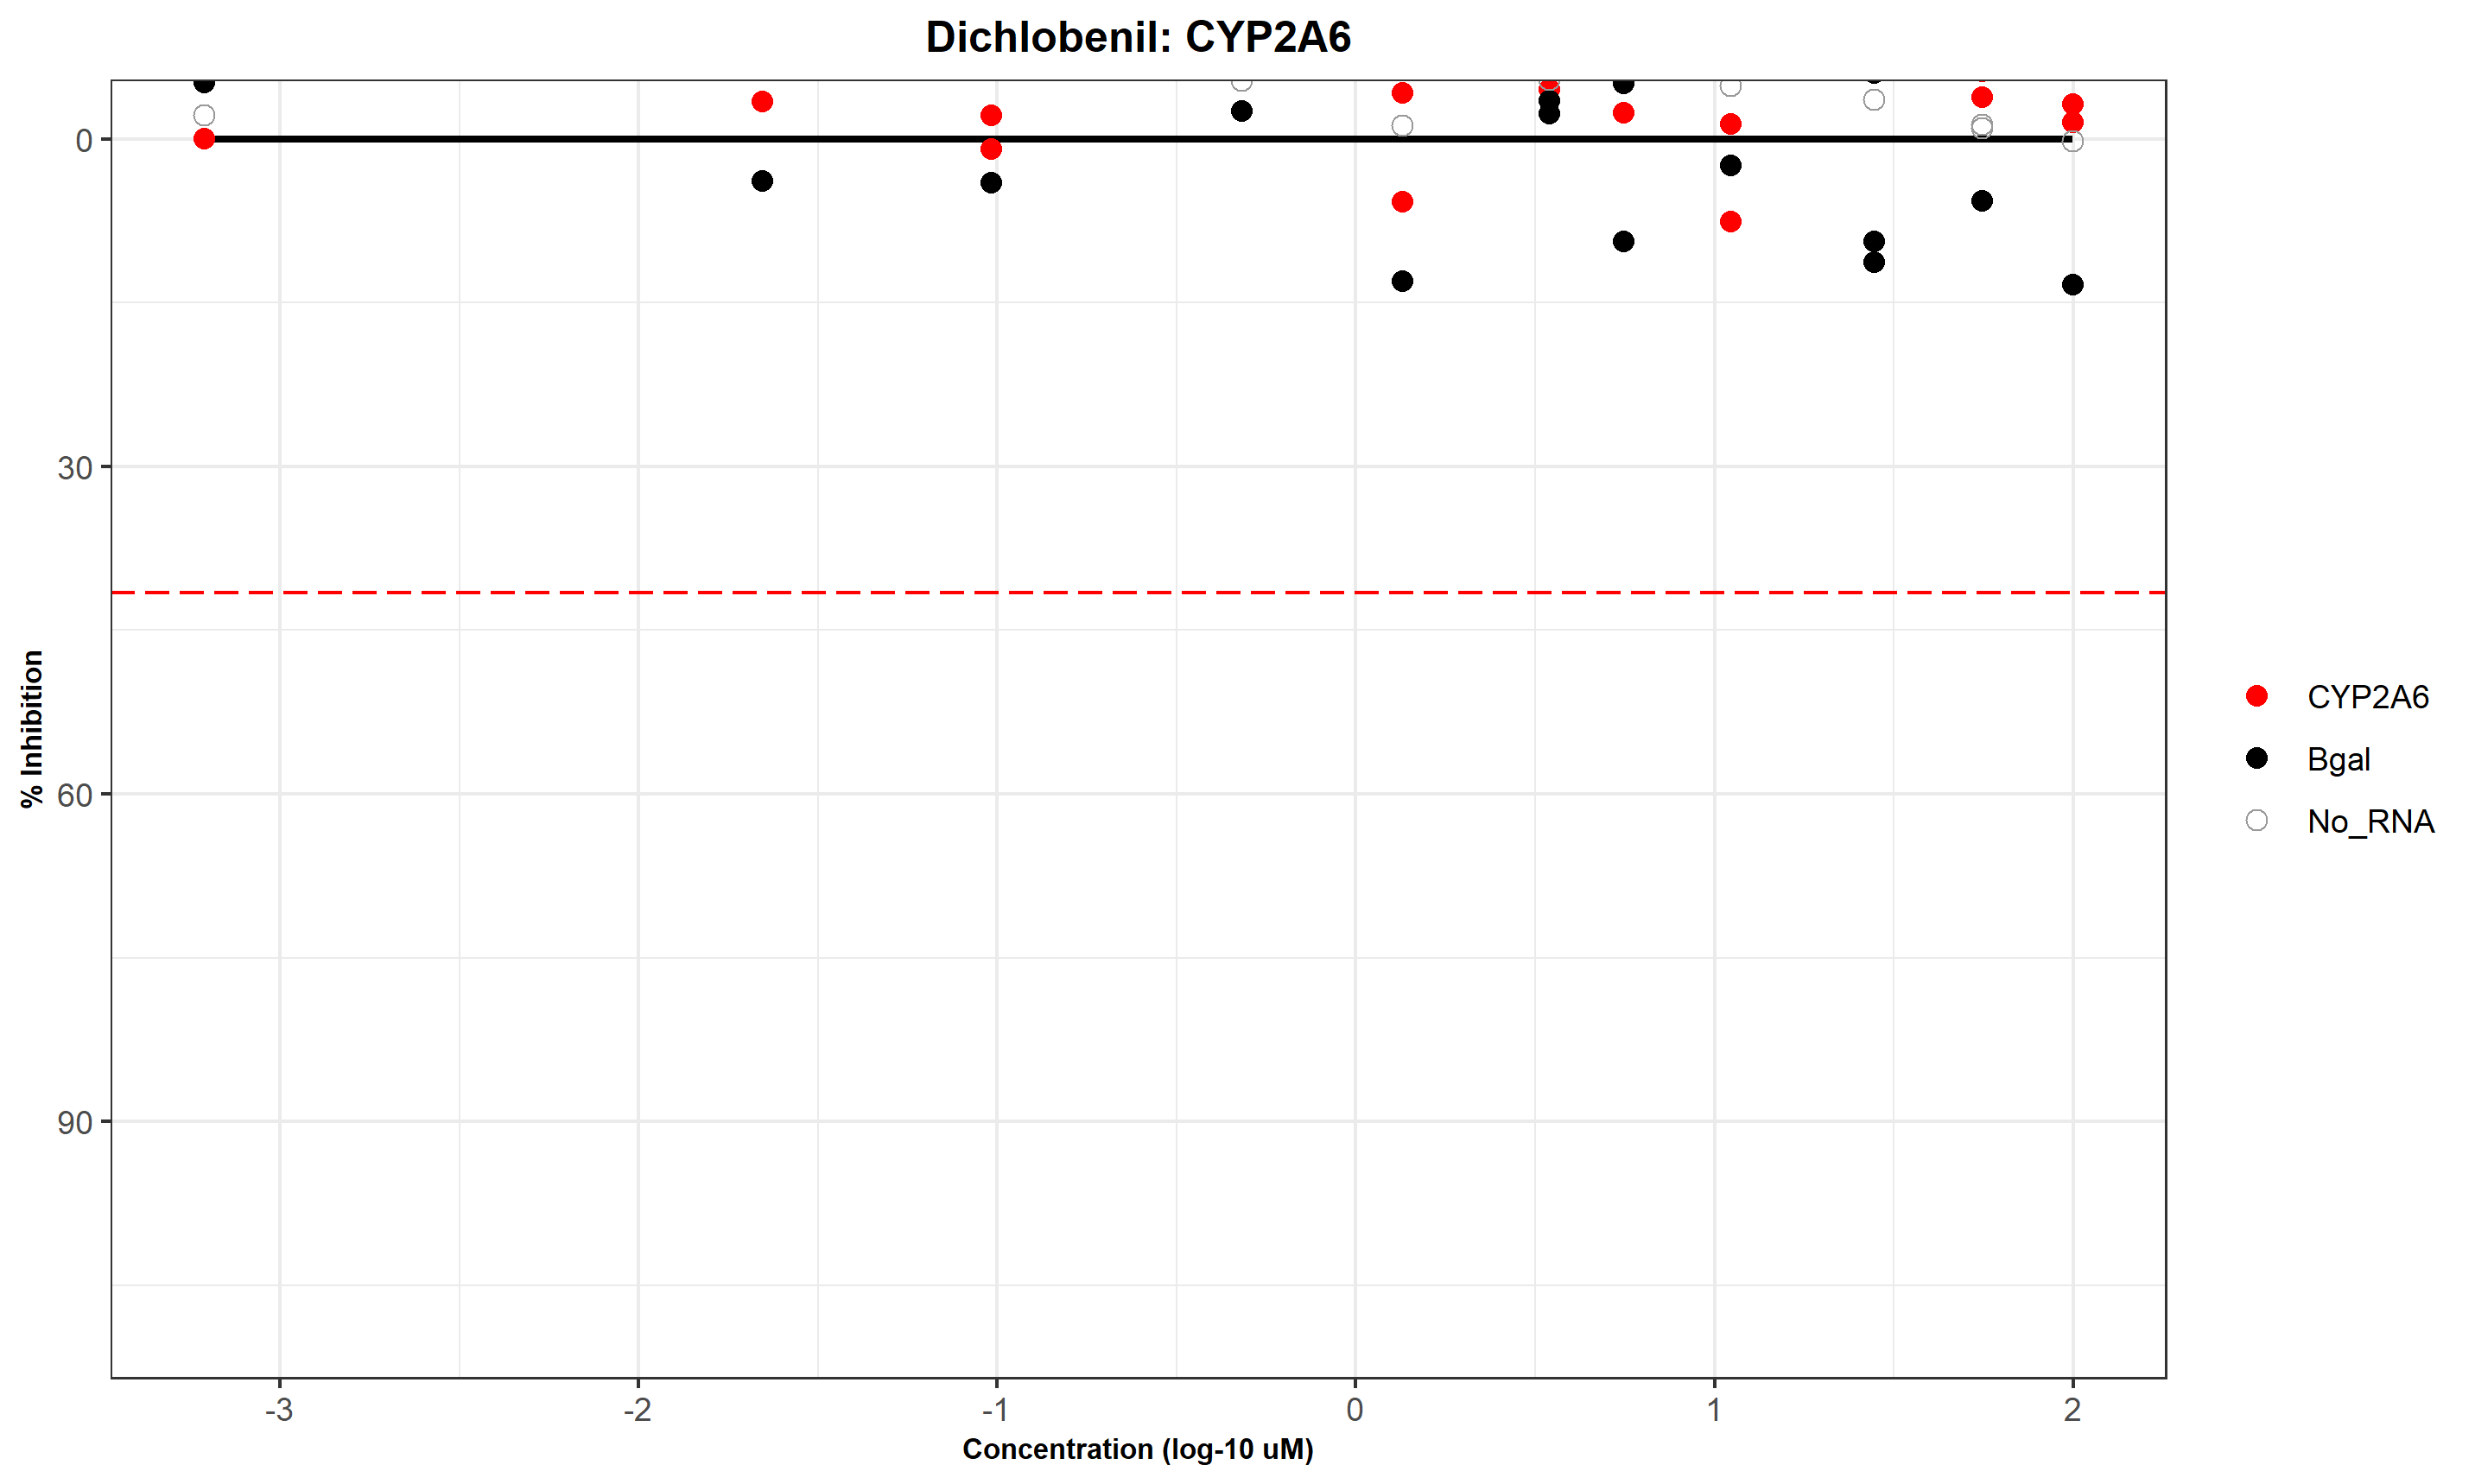 Dichlobenil: CYP2A6
0
30
60
90
% Inhibition
-3
-2
-1
0
1
2
Concentration (log-10 uM)
CYP2A6
Bgal
No_RNA